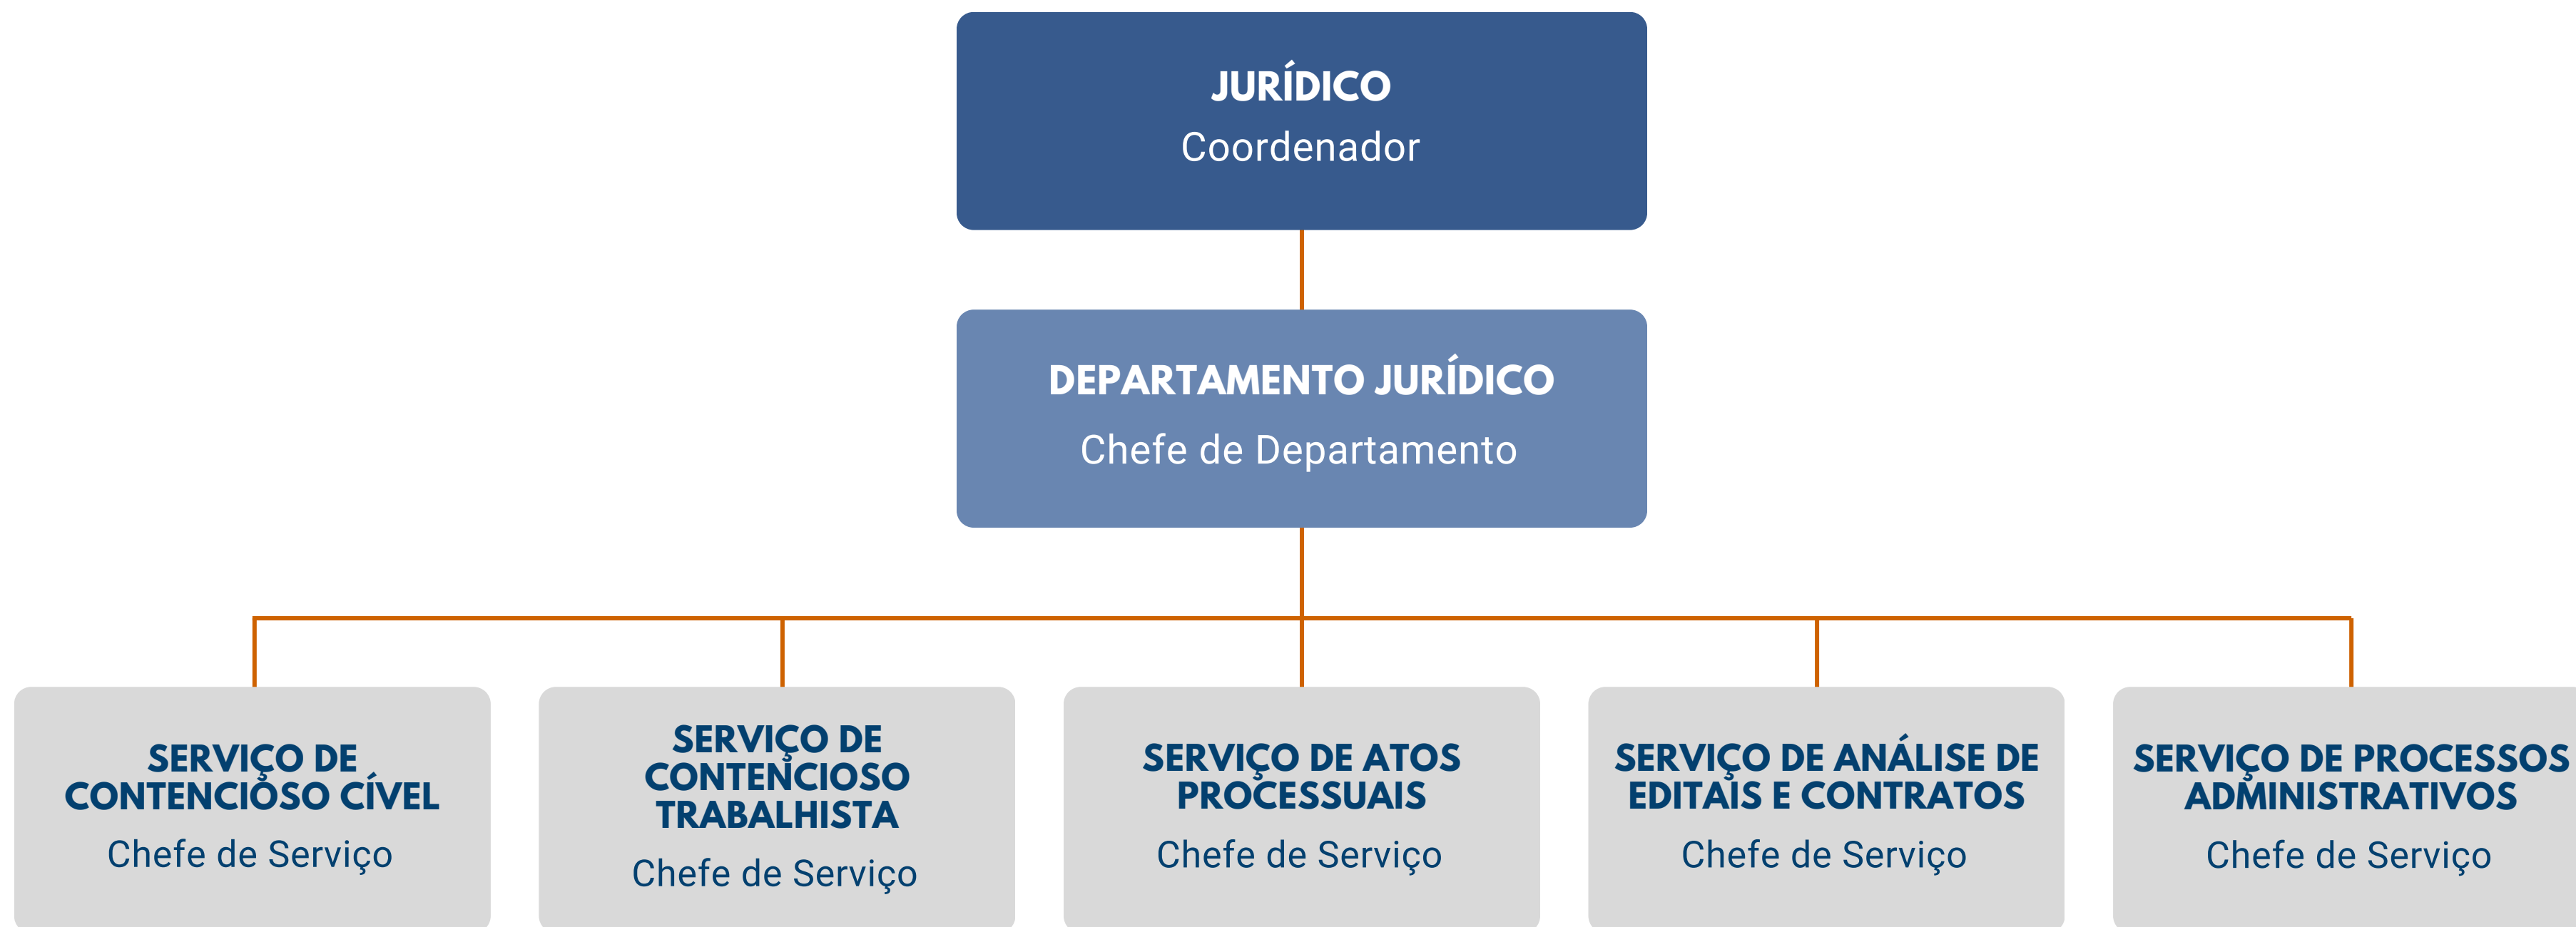 JURÍDICO
Coordenador
DEPARTAMENTO JURÍDICO
Chefe de Departamento
SERVIÇO DE
CONTENCIOSO CÍVEL
Chefe de Serviço
SERVIÇO DE
CONTENCIOSO
TRABALHISTA
Chefe de Serviço
SERVIÇO DE ATOS
PROCESSUAIS
Chefe de Serviço
SERVIÇO DE ANÁLISE DE
EDITAIS E CONTRATOS
Chefe de Serviço
SERVIÇO DE PROCESSOS
ADMINISTRATIVOS
Chefe de Serviço